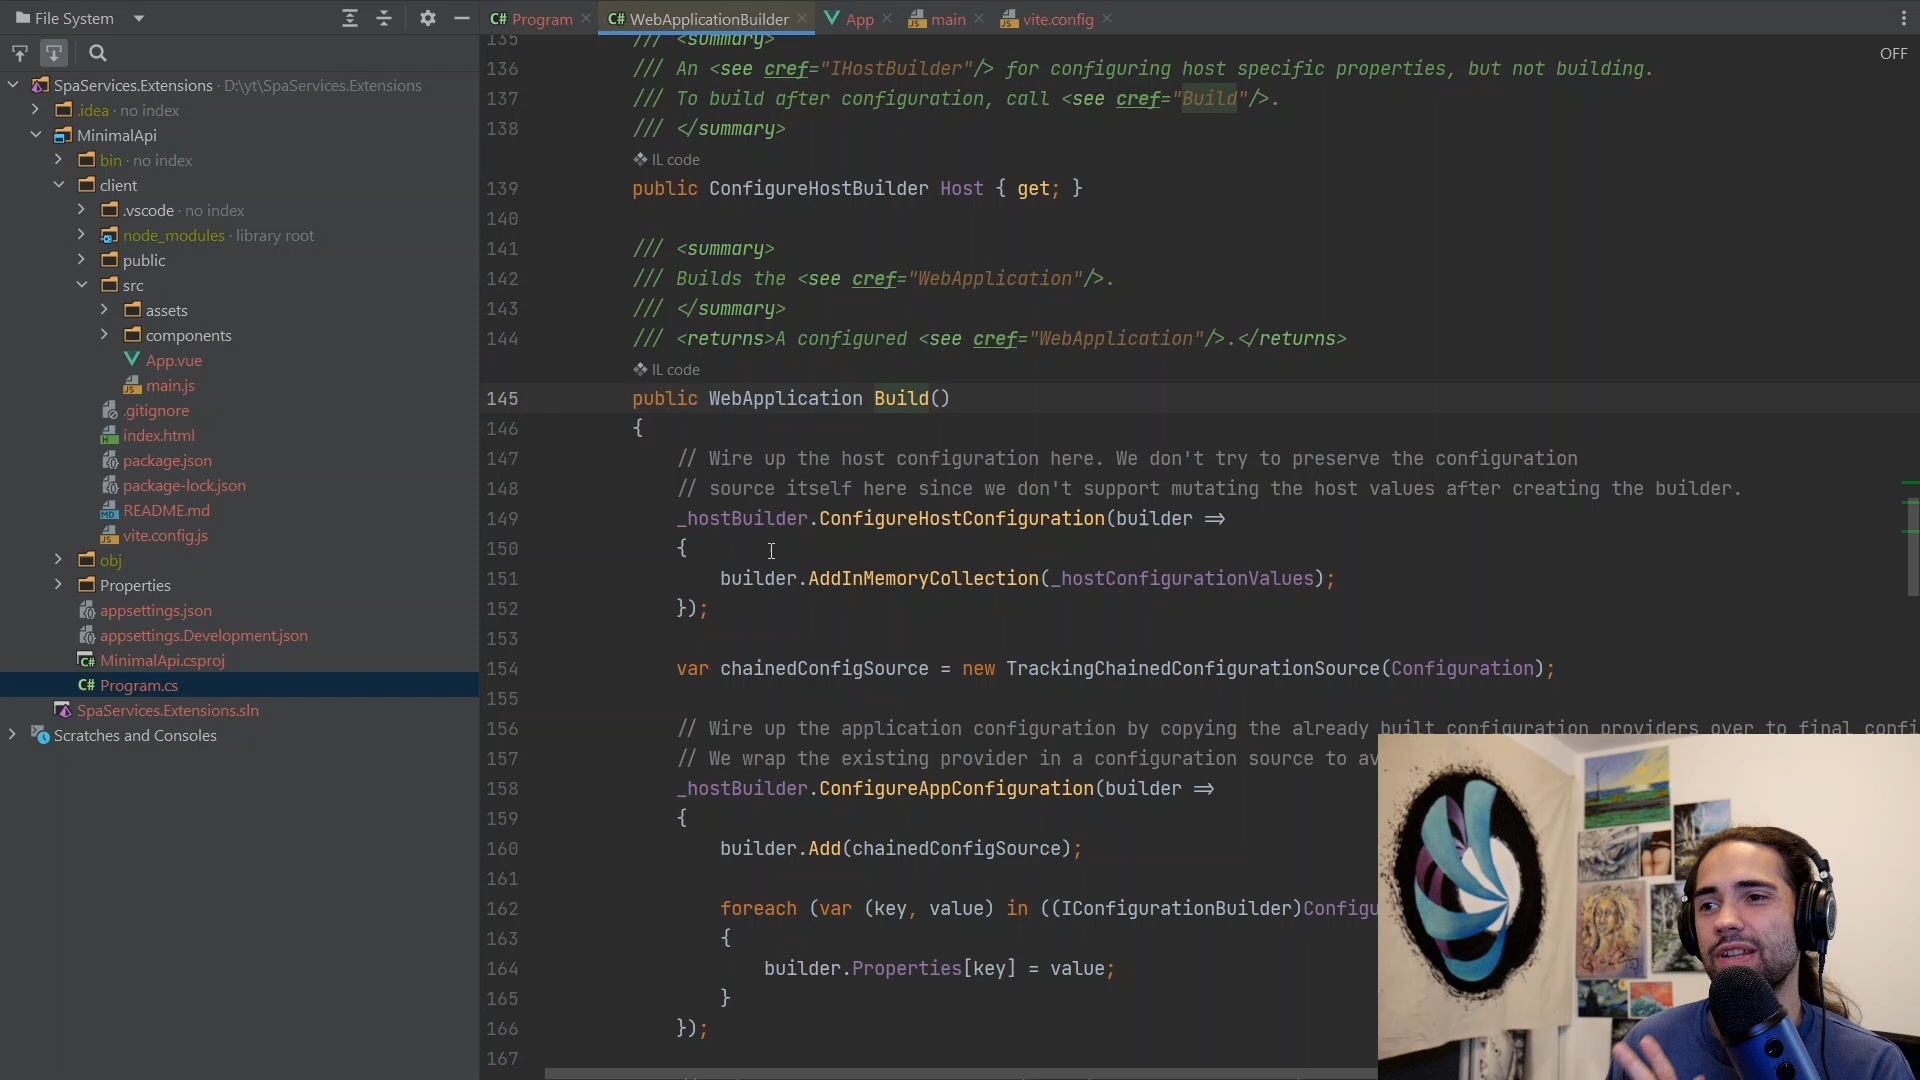 File System
C# Program
C# WebApplicationBuilder
App
main
vite.config
OFF
SpaServices.Extensions · D:\yt\SpaServices.Extensions
.idea · no index
MinimalApi
bin · no index
client
.vscode · no index
node_modules · library root
public
src
assets
components
App.vue
main.js
.gitignore
index.html
package.json
package-lock.json
README.md
vite.config.js
obj
Properties
appsettings.json
appsettings.Development.json
MinimalApi.csproj
C# Program.cs
SpaServices.Extensions.sln
Scratches and Consoles
135 /// <summary>
136 /// An <see cref="IHostBuilder"/> for configuring host specific properties, but not building.
137 /// To build after configuration, call <see cref="Build"/>.
138 /// </summary>
IL code
139 public ConfigureHostBuilder Host { get; }
140
141 /// <summary>
142 /// Builds the <see cref="WebApplication"/>.
143 /// </summary>
144 /// <returns>A configured <see cref="WebApplication"/>.</returns>
IL code
145 public WebApplication Build()
146 {
147 // Wire up the host configuration here. We don't try to preserve the configuration
148 // source itself here since we don't support mutating the host values after creating the builder.
149 _hostBuilder.ConfigureHostConfiguration(builder =>
150 {
151 builder.AddInMemoryCollection(_hostConfigurationValues);
152 });
153
154 var chainedConfigSource = new TrackingChainedConfigurationSource(Configuration);
155
156 // Wire up the application configuration by copying the already built configuration providers over to final confi
157 // We wrap the existing provider in a configuration source to av
158 _hostBuilder.ConfigureAppConfiguration(builder =>
159 {
160 builder.Add(chainedConfigSource);
161
162 foreach (var (key, value) in ((IConfigurationBuilder)Configu
163 {
164 builder.Properties[key] = value;
165 }
166 });
167